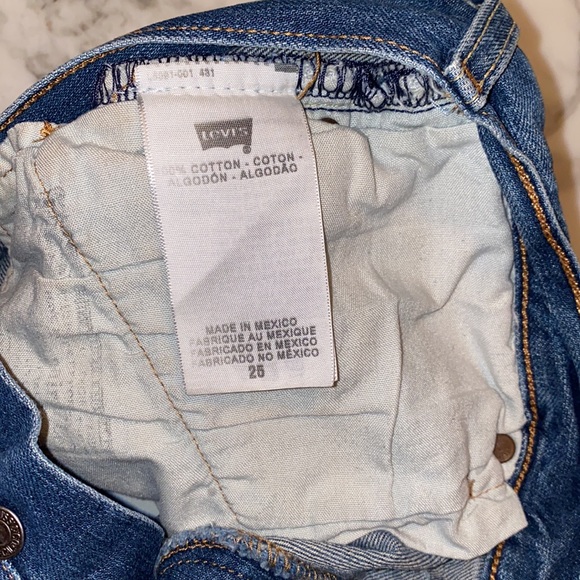 Levi's
COTTON - COTON -
ALGODÓN - ALGODÃO
MADE IN MEXICO
FABRIQUE AU MEXIQUE
FABRICADO EN MEXICO
FABRICADO NO MÉXICO
25